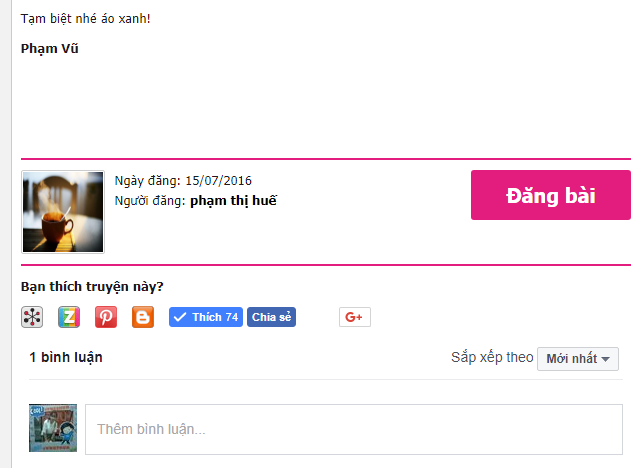 Tạm biệt nhé áo xanh!
Phạm Vũ
Ngày đăng: 15/07/2016
Người đăng: phạm thị huế
Đăng bài
Bạn thích truyện này?
Thích 74 Chia sẻ G+
1 bình luận Sắp xếp theo Mới nhất
COOL!
Thêm bình luận...